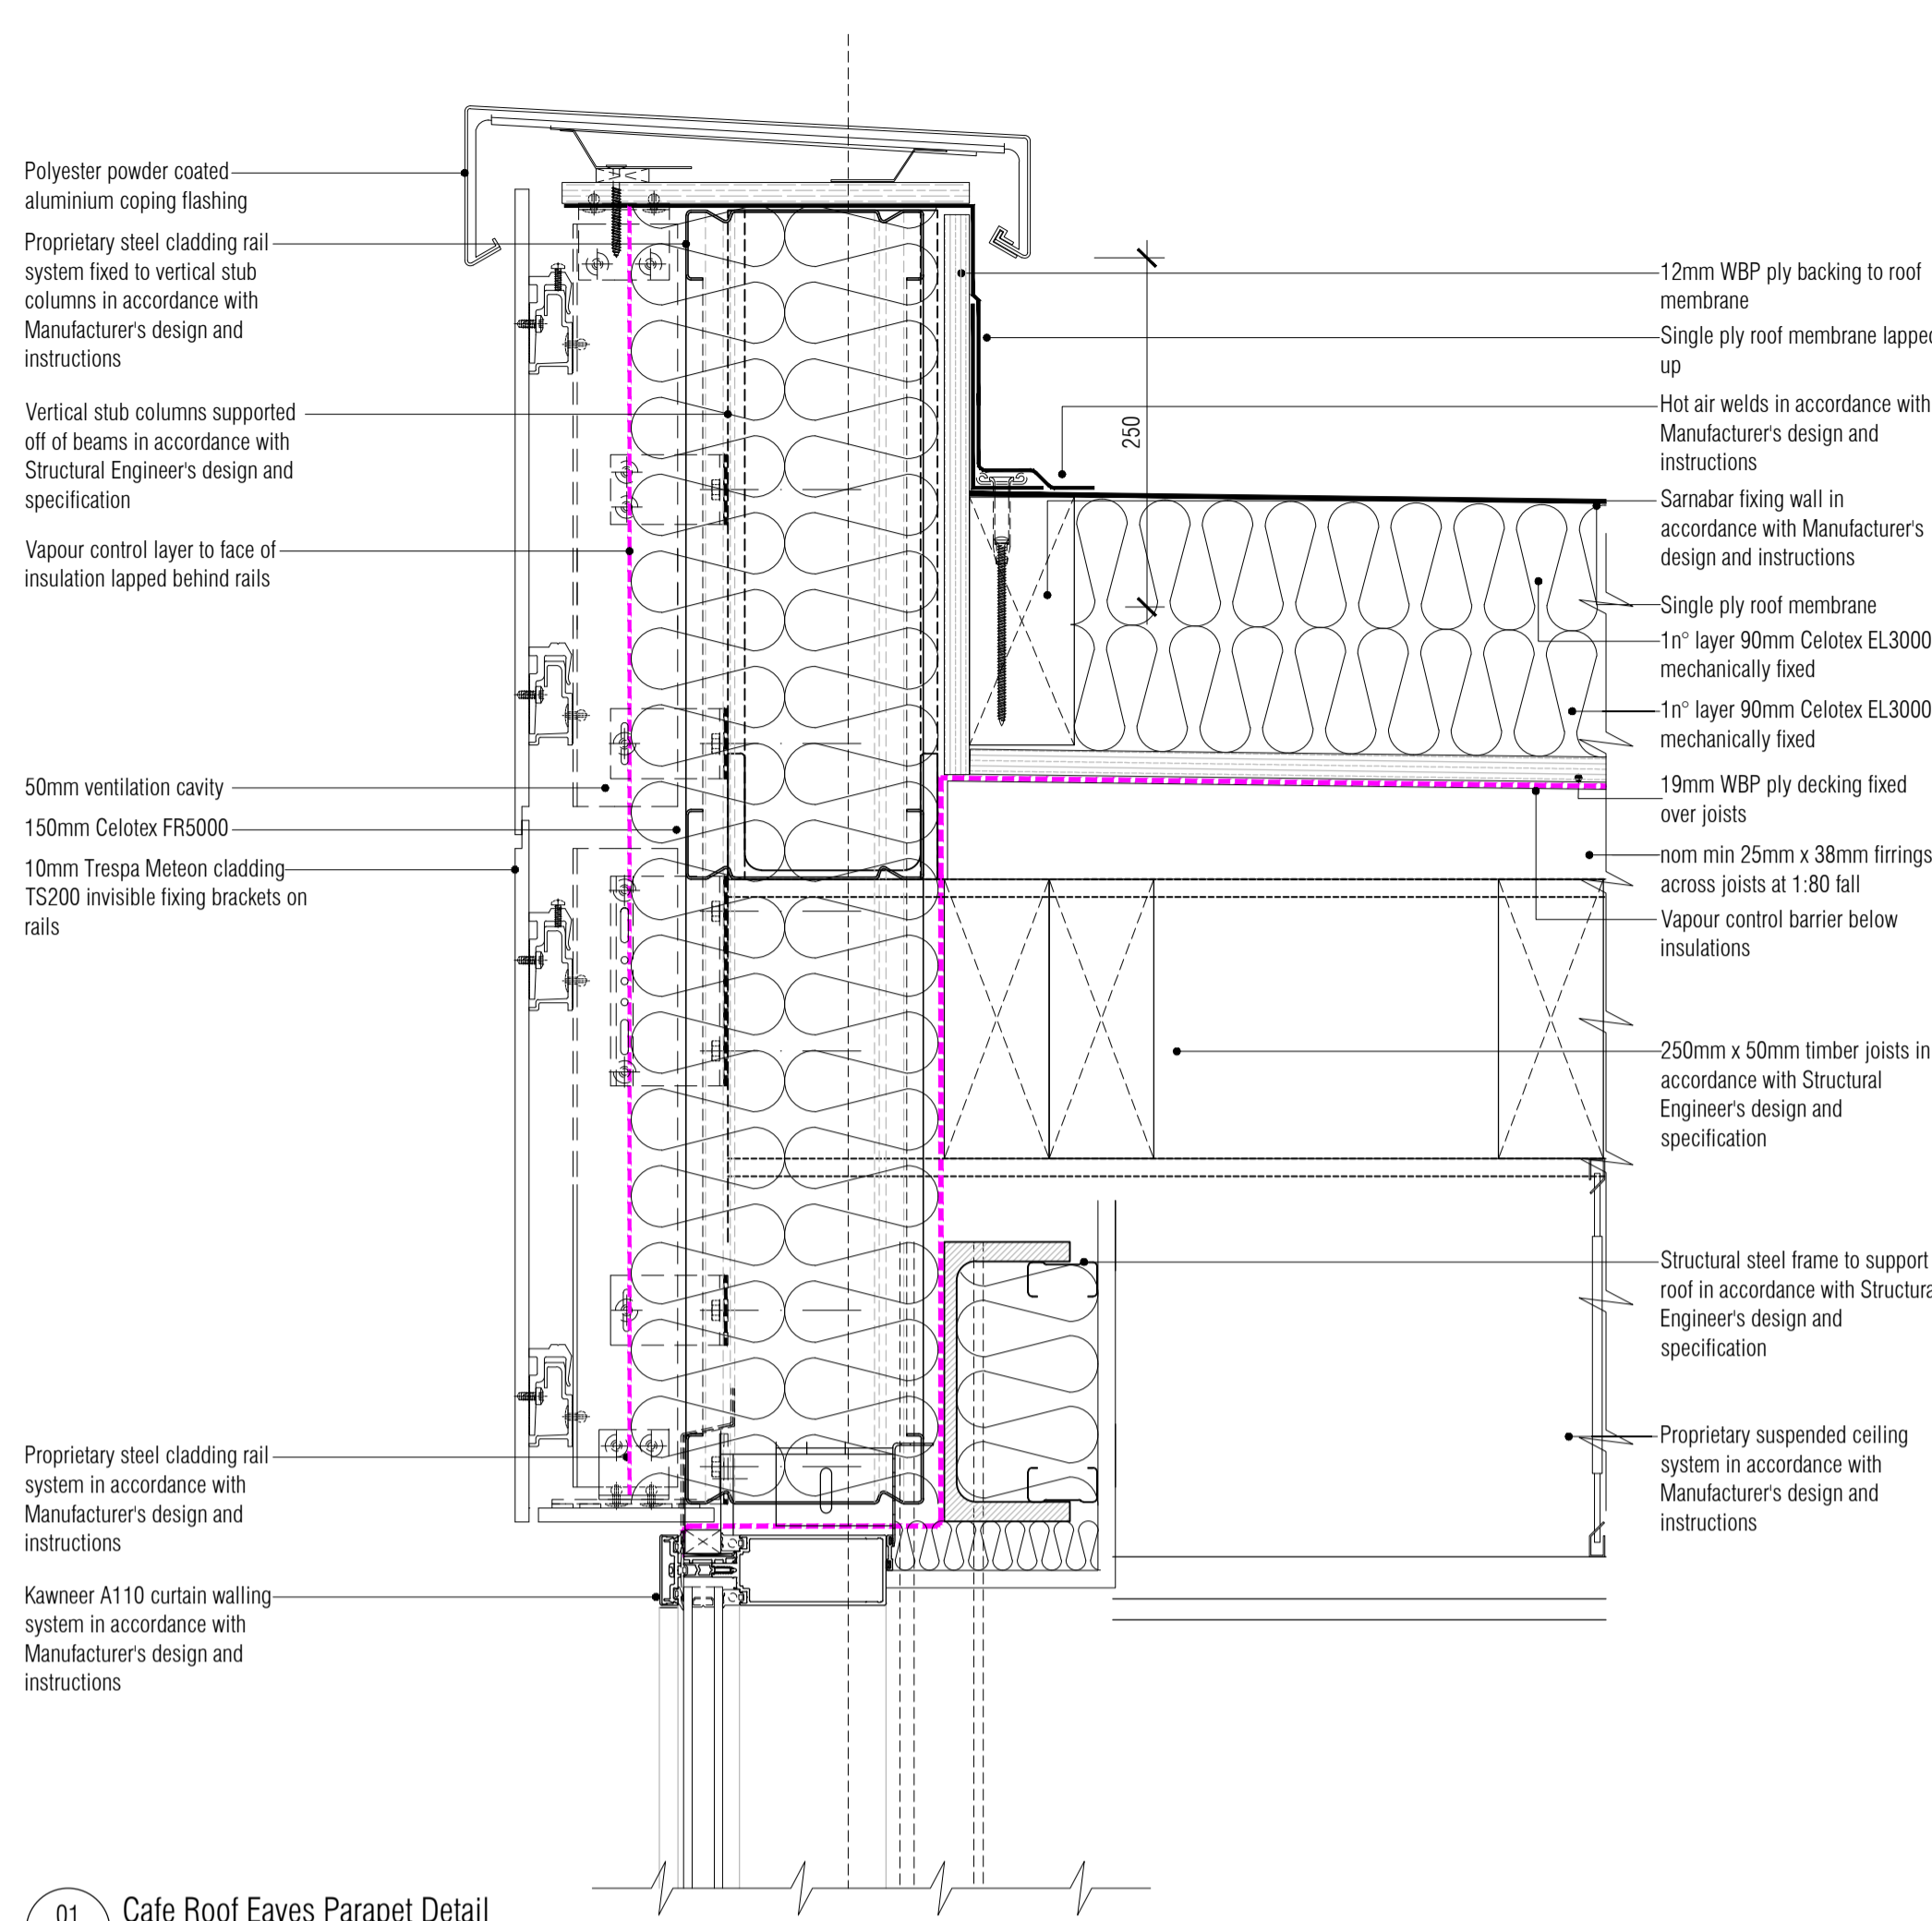 Polyester powder coated
aluminium coping flashing
Proprietary steel cladding rail
system fixed to vertical stub
columns in accordance with
Manufacturer's design and
instructions
Vertical stub columns supported
off of beams in accordance with
Structural Engineer's design and
specification
Vapour control layer to face of
insulation lapped behind rails
50mm ventilation cavity
150mm Celotex FR5000
10mm Trespa Meteon cladding
TS200 invisible fixing brackets on
rails
Proprietary steel cladding rail
system in accordance with
Manufacturer's design and
instructions
Kawneer A110 curtain walling
system in accordance with
Manufacturer's design and
instructions
250
12mm WBP ply backing to roof
membrane
Single ply roof membrane lapped
up
Hot air welds in accordance with
Manufacturer's design and
instructions
Sarnabar fixing wall in
accordance with Manufacturer's
design and instructions
Single ply roof membrane
1n° layer 90mm Celotex EL3000
mechanically fixed
1n° layer 90mm Celotex EL3000
mechanically fixed
19mm WBP ply decking fixed
over joists
nom min 25mm x 38mm firrings
across joists at 1:80 fall
Vapour control barrier below
insulations
250mm x 50mm timber joists in
accordance with Structural
Engineer's design and
specification
Structural steel frame to support
roof in accordance with Structura
Engineer's design and
specification
Proprietary suspended ceiling
system in accordance with
Manufacturer's design and
instructions
01
Cafe Roof Eaves Parapet Detail